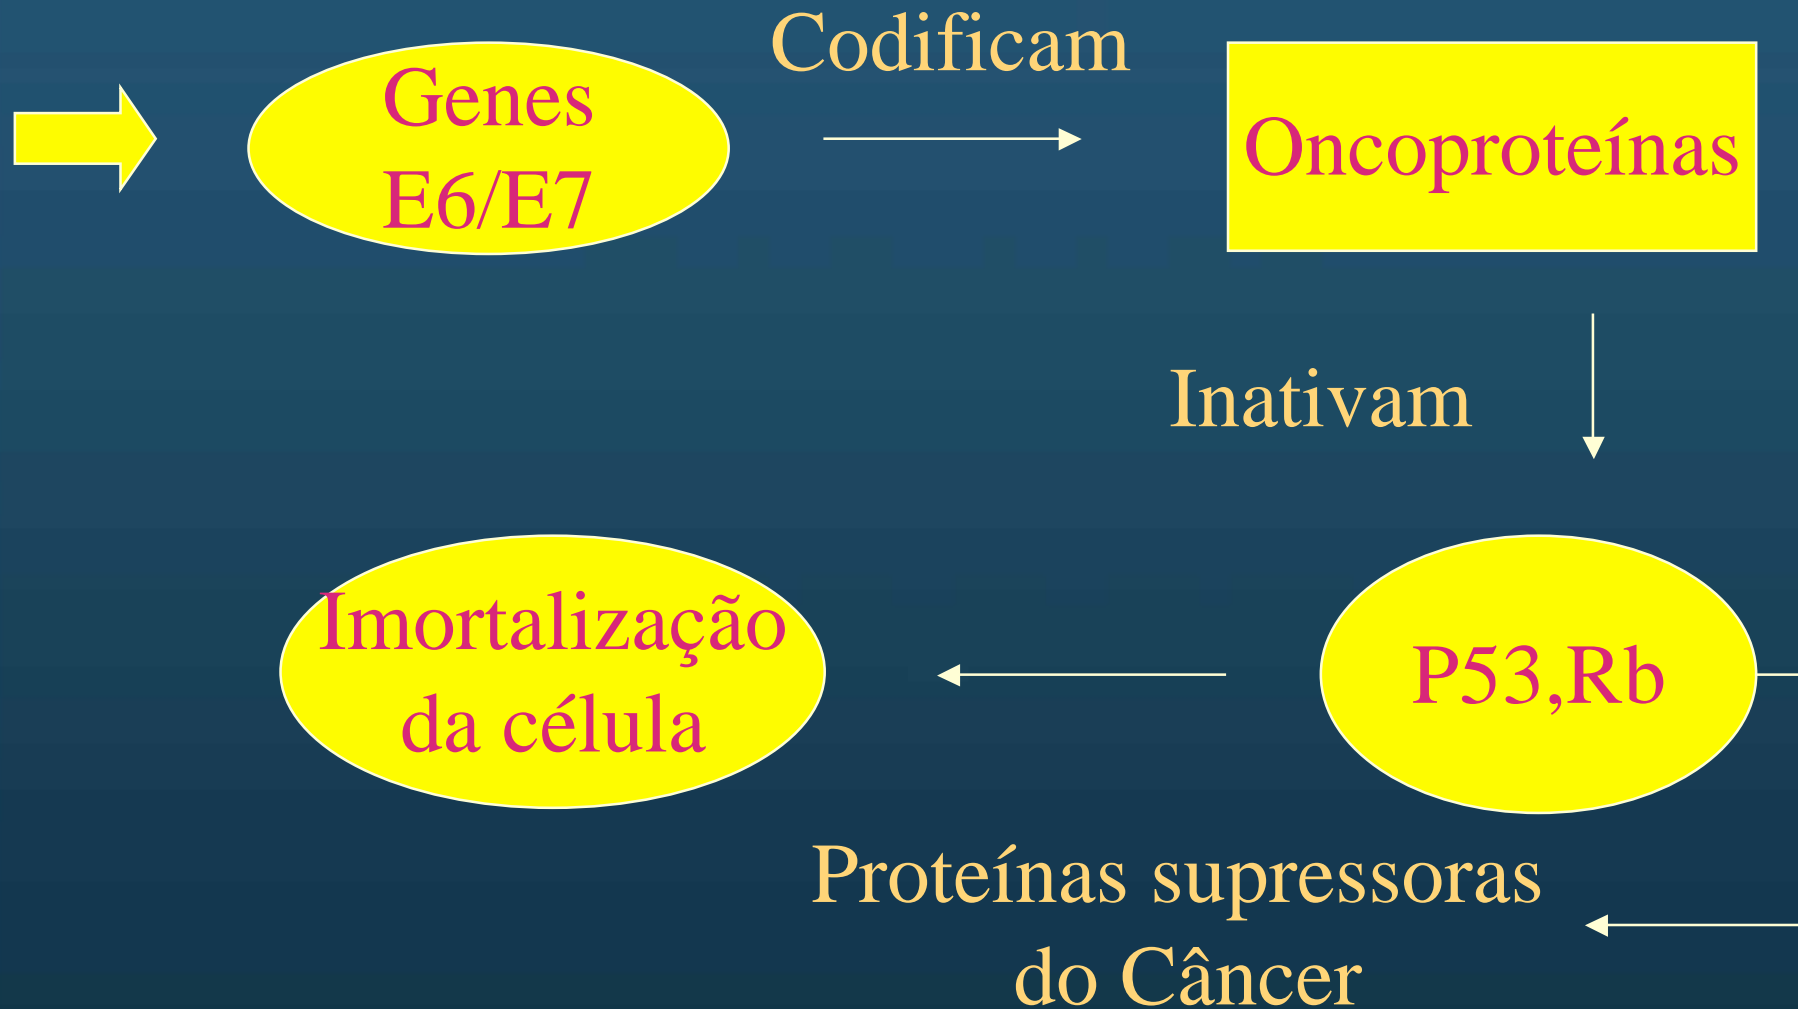 Codificam
Genes
E6/E7
Oncoproteínas
Inativam
Imortalização
da célula
P53,Rb
Proteínas supressoras
do Câncer